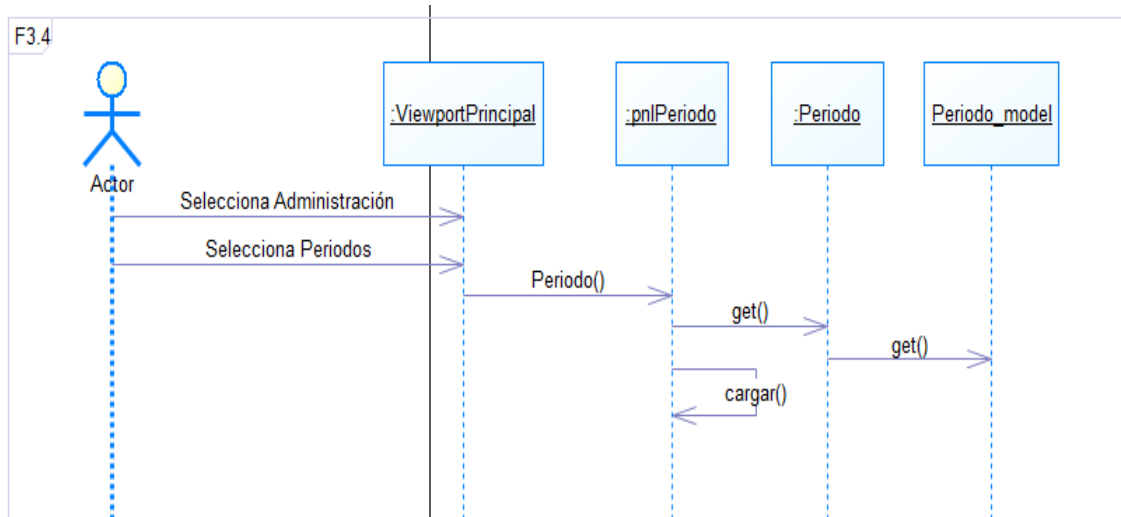 F3.4
:ViewportPrincipal
:pnlPeriodo
:Periodo
Periodo_model
Actor
Selecciona Administración
Selecciona Periodos
Periodo()
get()
get()
cargar()